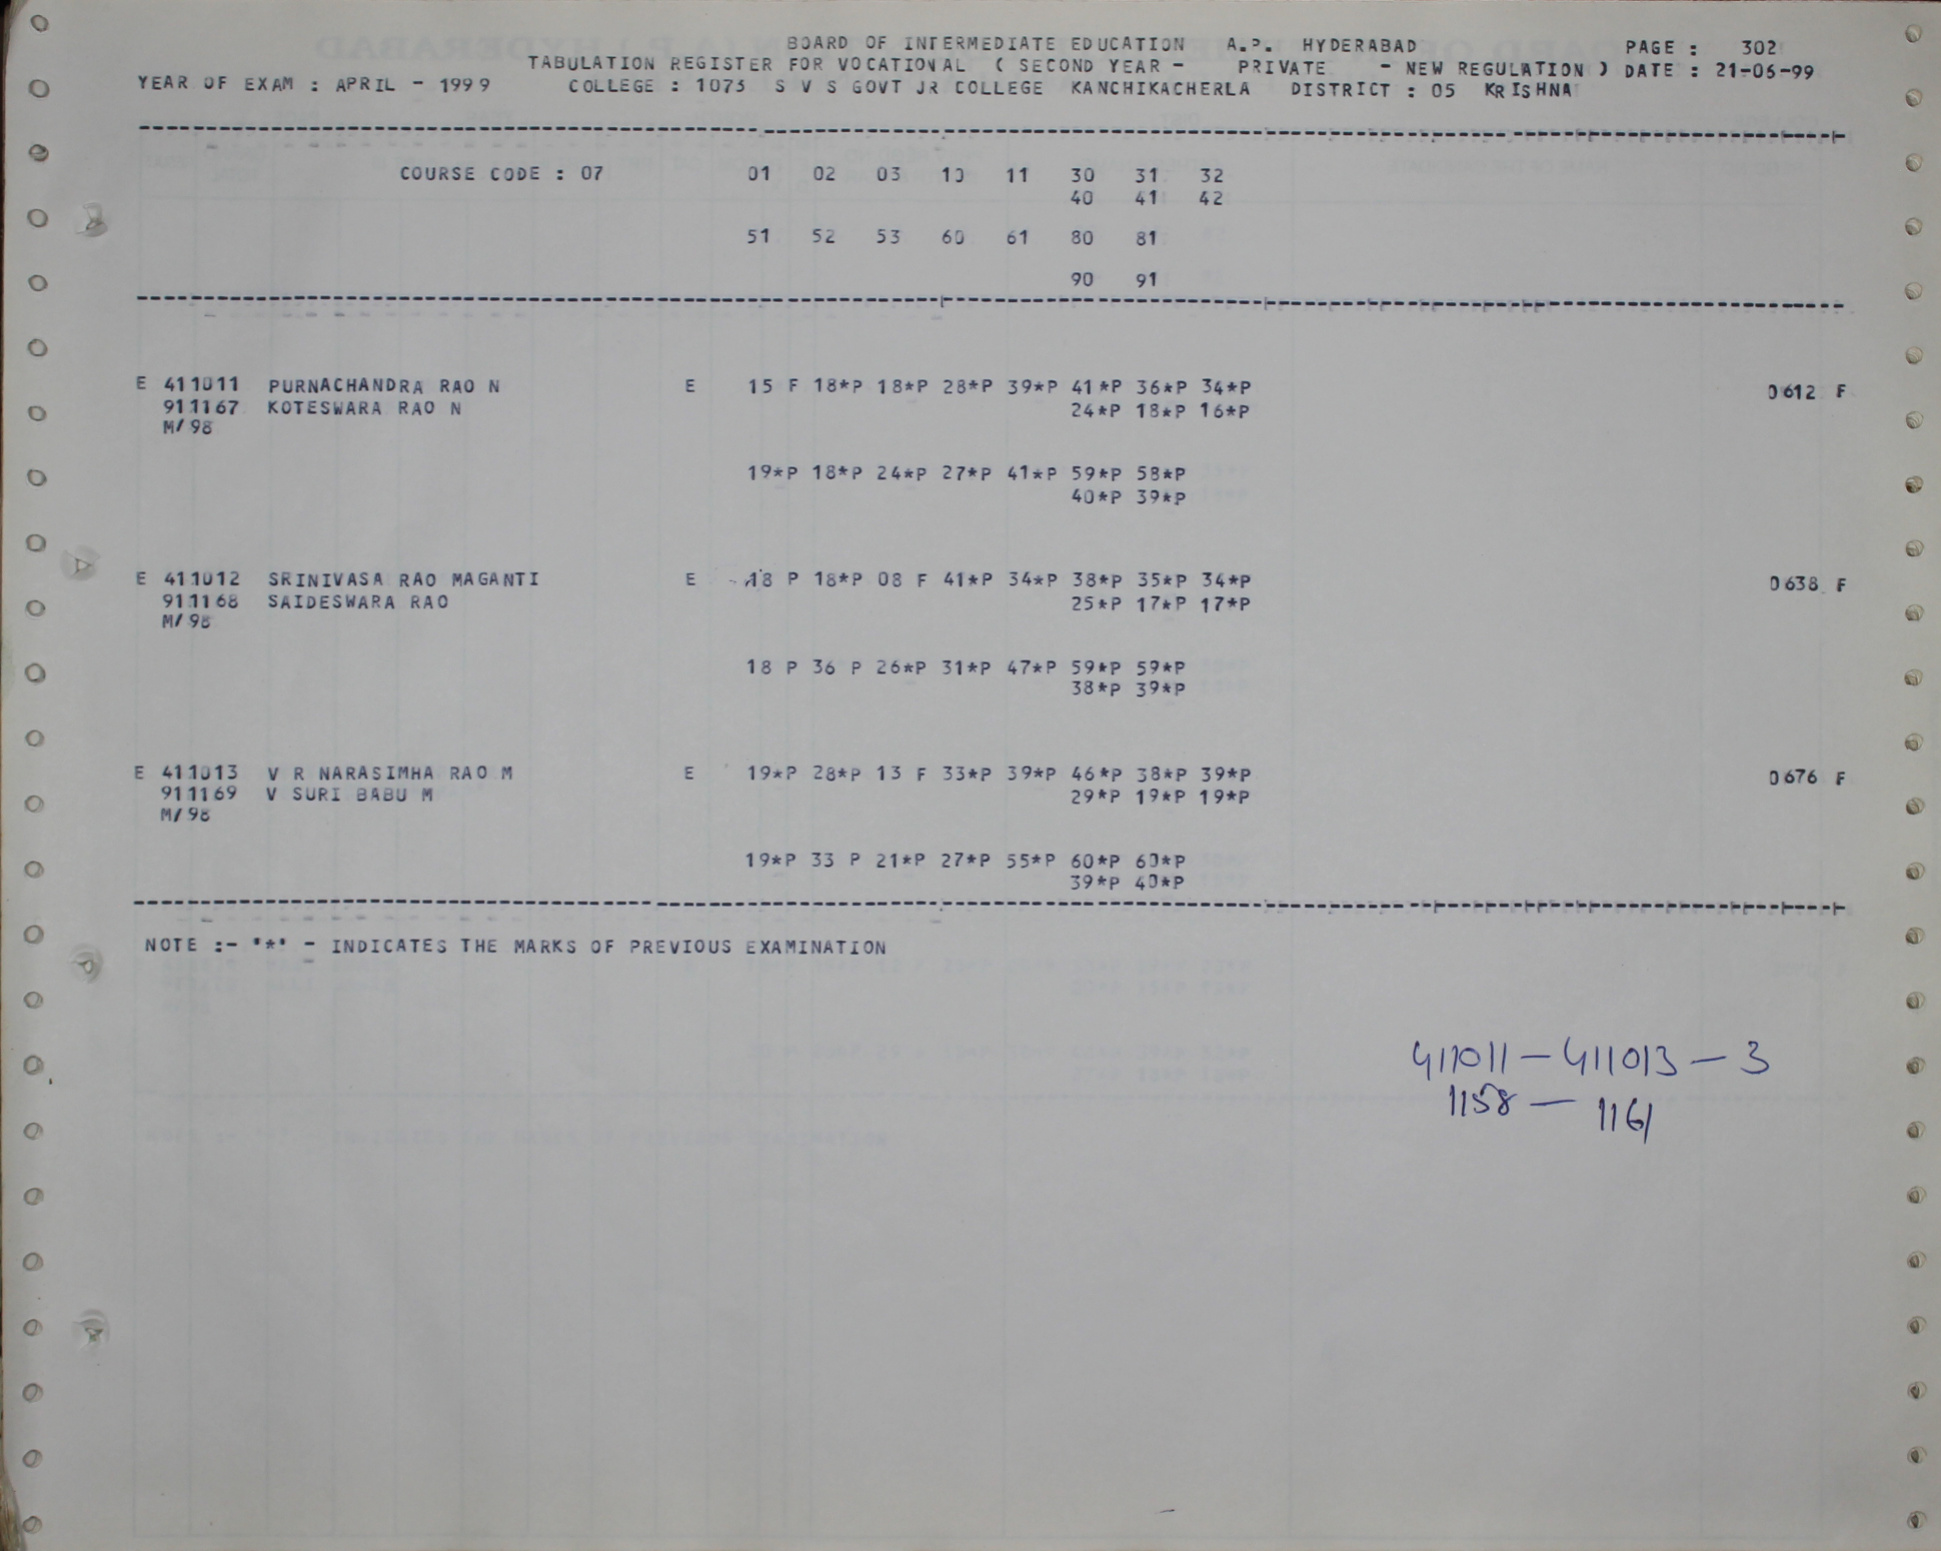 BOARD OF INTERMEDIATE EDUCATION A.P. HYDERABAD PAGE : 302
TABULATION REGISTER FOR VOCATIONAL ( SECOND YEAR - PRIVATE - NEW REGULATION ) DATE : 21-06-99
YEAR OF EXAM : APRIL - 1999 COLLEGE : 1075 S V S GOVT JR COLLEGE KANCHIKACHERLA DISTRICT : 05 KRISHNA
COURSE CODE : 07 01 02 03 10 11 30 31 32
40 41 42
51 52 53 60 61 80 81
90 91
E 411011 PURNACHANDRA RAO N E 15 F 18*P 18*P 28*P 39*P 41*P 36*P 34*P 0612 F
911167 KOTESWARA RAO N 24*P 18*P 16*P
M/98
19*P 18*P 24*P 27*P 41*P 59*P 58*P
40*P 39*P
E 411012 SRINIVASA RAO MAGANTI E 18 P 18*P 08 F 41*P 34*P 38*P 35*P 34*P 0638 F
911168 SAIDESWARA RAO 25*P 17*P 17*P
M/98
18 P 36 P 26*P 31*P 47*P 59*P 59*P
38*P 39*P
E 411013 V R NARASIMHA RAO M E 19*P 28*P 13 F 33*P 39*P 46*P 38*P 39*P 0676 F
911169 V SURI BABU M 29*P 19*P 19*P
M/98
19*P 33 P 21*P 27*P 55*P 60*P 60*P
39*P 40*P
NOTE :- '*' - INDICATES THE MARKS OF PREVIOUS EXAMINATION
411011 - 411013 - 3
1158 - 1161